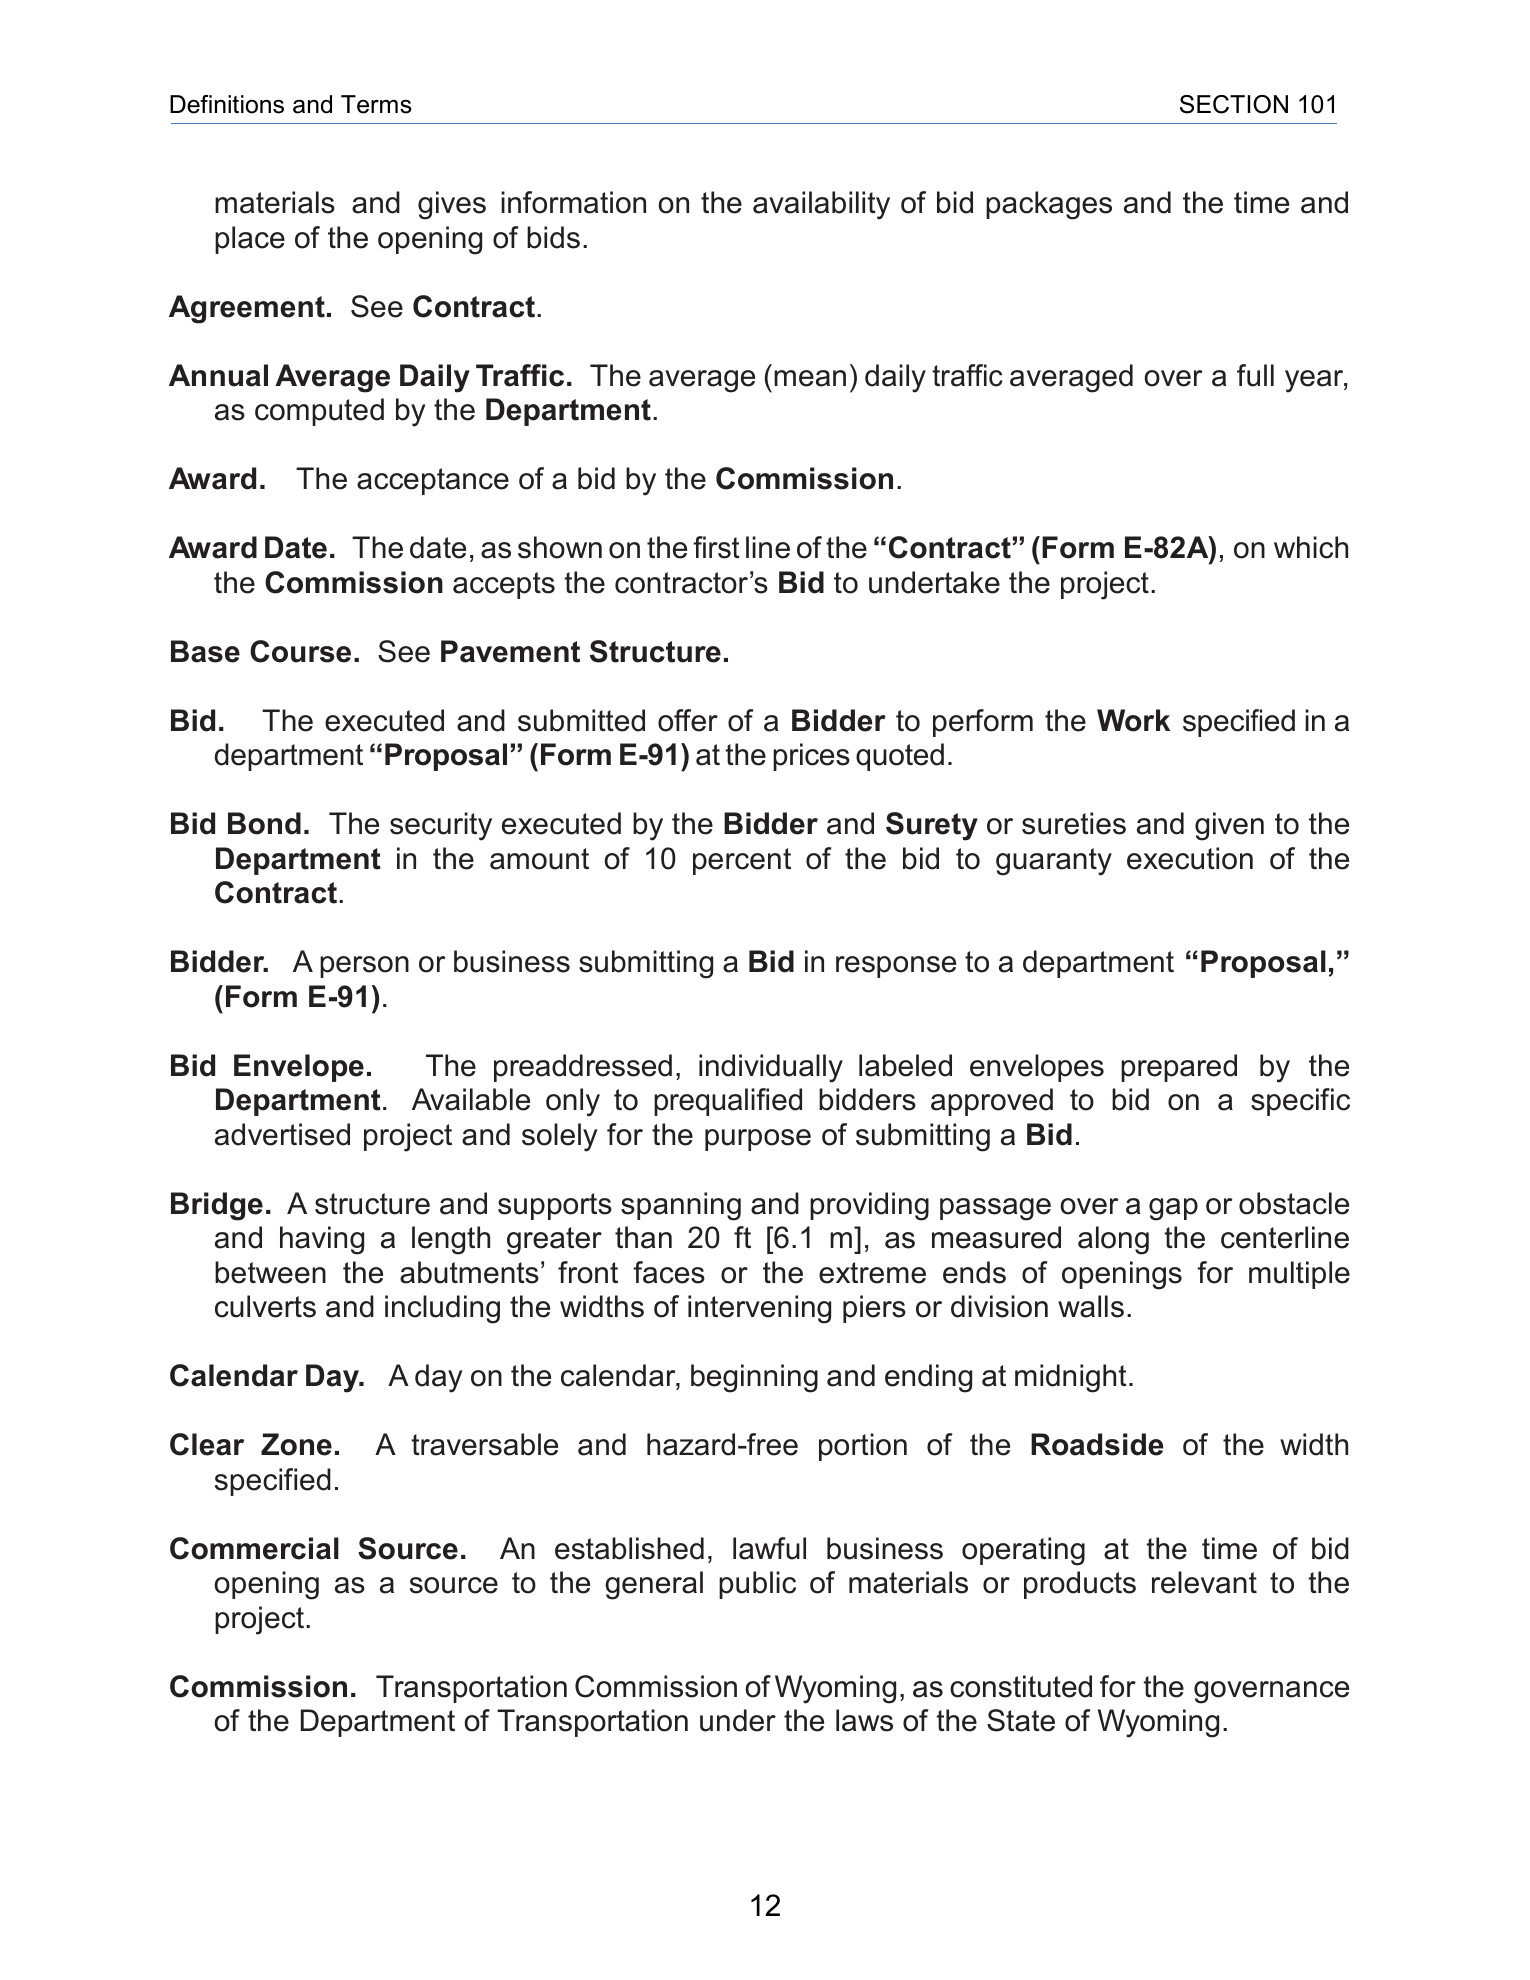 Definitions and Terms SECTION 101
materials and gives information on the availability of bid packages and the time and
place of the opening of bids.
Agreement. See Contract.
Annual Average Daily Traffic. The average (mean) daily traffic averaged over a full year,
as computed by the Department.
Award. The acceptance of a bid by the Commission.
Award Date. The date, as shown on the first line of the “Contract” (Form E-82A), on which
the Commission accepts the contractor’s Bid to undertake the project.
Base Course. See Pavement Structure.
Bid. The executed and submitted offer of a Bidder to perform the Work specified in a
department “Proposal” (Form E-91) at the prices quoted.
Bid Bond. The security executed by the Bidder and Surety or sureties and given to the
Department in the amount of 10 percent of the bid to guaranty execution of the
Contract.
Bidder. A person or business submitting a Bid in response to a department “Proposal,”
(Form E-91).
Bid Envelope. The preaddressed, individually labeled envelopes prepared by the
Department. Available only to prequalified bidders approved to bid on a specific
advertised project and solely for the purpose of submitting a Bid.
Bridge. A structure and supports spanning and providing passage over a gap or obstacle
and having a length greater than 20 ft [6.1 m], as measured along the centerline
between the abutments’ front faces or the extreme ends of openings for multiple
culverts and including the widths of intervening piers or division walls.
Calendar Day. A day on the calendar, beginning and ending at midnight.
Clear Zone. A traversable and hazard-free portion of the Roadside of the width
specified.
Commercial Source. An established, lawful business operating at the time of bid
opening as a source to the general public of materials or products relevant to the
project.
Commission. Transportation Commission of Wyoming, as constituted for the governance
of the Department of Transportation under the laws of the State of Wyoming.
12